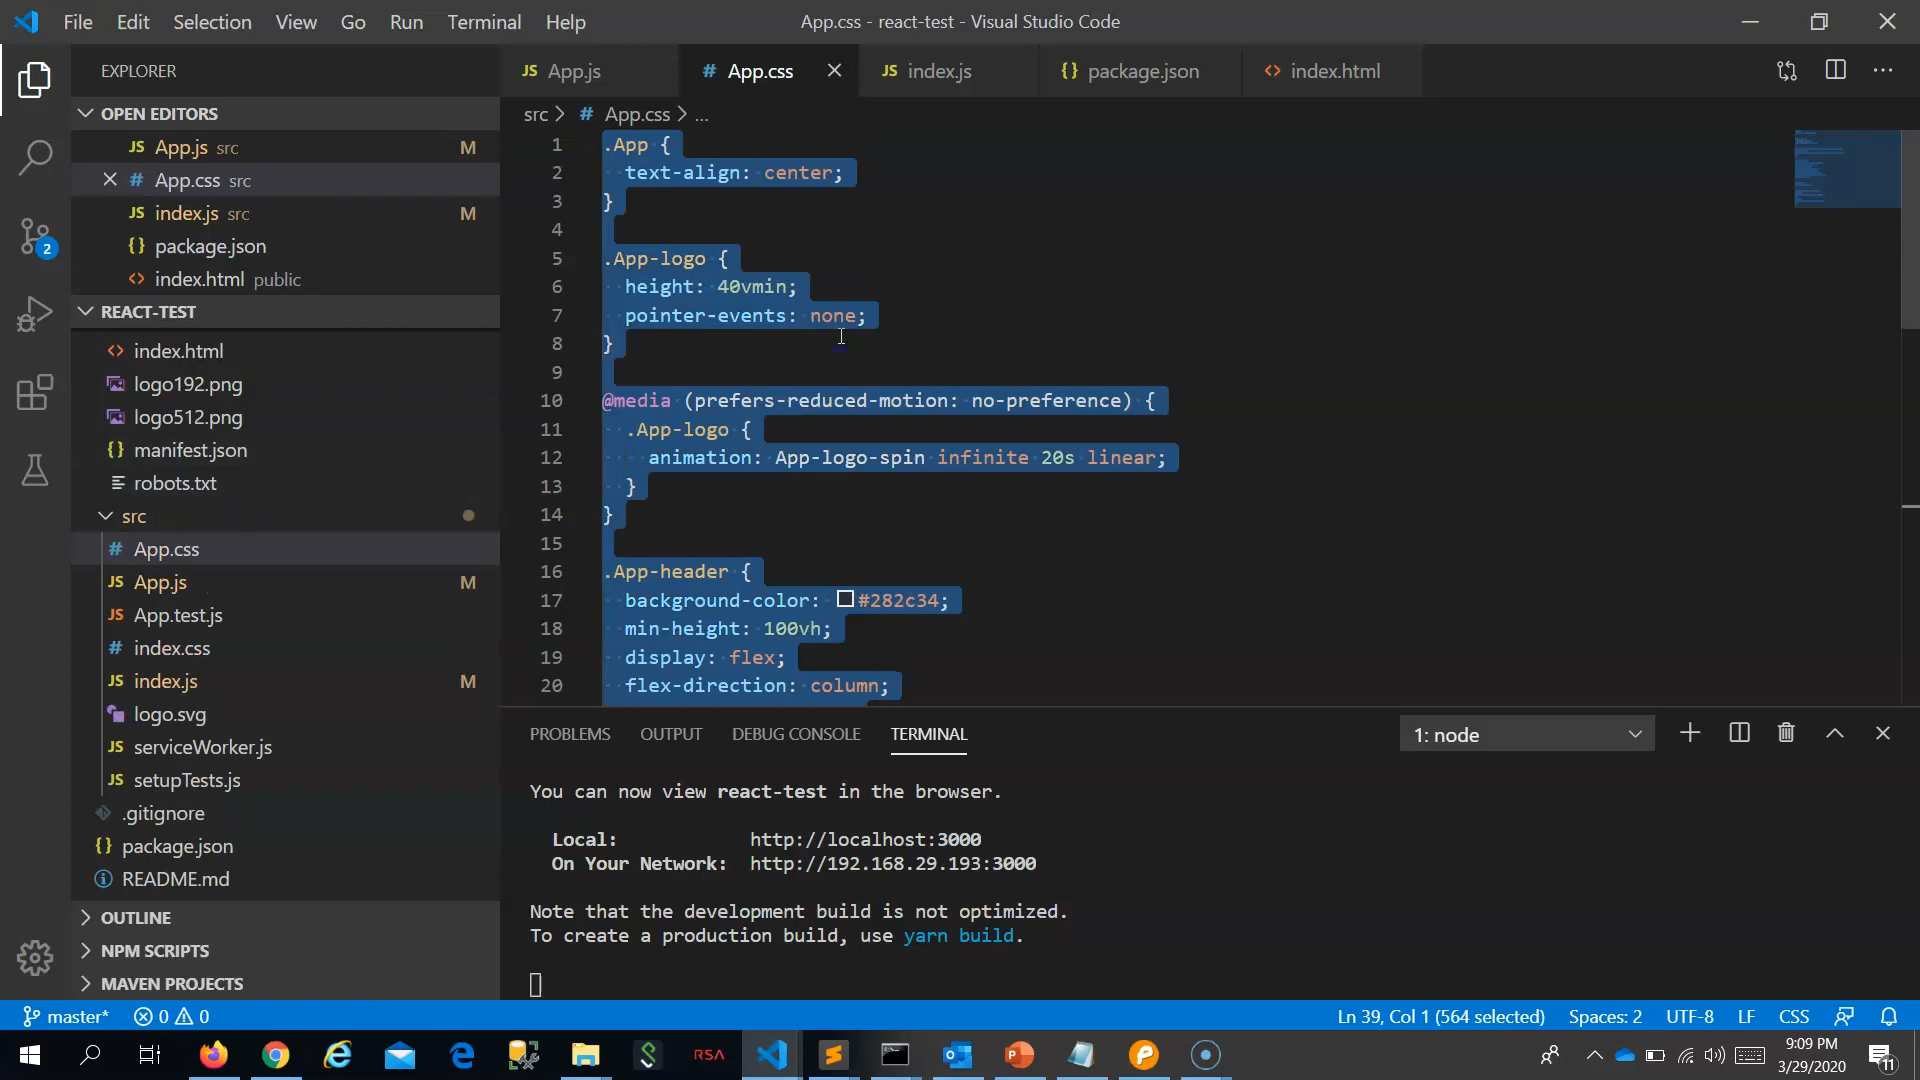 File Edit Selection View Go Run Terminal Help
App.css - react-test - Visual Studio Code
EXPLORER
OPEN EDITORS
JS App.js src M
# App.css src
JS index.js src M
{} package.json
<> index.html public
REACT-TEST
<> index.html
logo192.png
logo512.png
{} manifest.json
robots.txt
src
# App.css
JS App.js M
JS App.test.js
# index.css
JS index.js M
logo.svg
JS serviceWorker.js
JS setupTests.js
.gitignore
{} package.json
README.md
OUTLINE
NPM SCRIPTS
MAVEN PROJECTS
2
JS App.js # App.css JS index.js {} package.json <> index.html
src > # App.css > ...
1 .App {
2 text-align: center;
3 }
4
5 .App-logo {
6 height: 40vmin;
7 pointer-events: none;
8 }
9
10 @media (prefers-reduced-motion: no-preference) {
11 .App-logo {
12 animation: App-logo-spin infinite 20s linear;
13 }
14 }
15
16 .App-header {
17 background-color: #282c34;
18 min-height: 100vh;
19 display: flex;
20 flex-direction: column;
PROBLEMS OUTPUT DEBUG CONSOLE TERMINAL 1: node
You can now view react-test in the browser.
Local: http://localhost:3000
On Your Network: http://192.168.29.193:3000
Note that the development build is not optimized.
To create a production build, use yarn build.
master* 0 0 Ln 39, Col 1 (564 selected) Spaces: 2 UTF-8 LF CSS
RSA
9:09 PM
3/29/2020
11